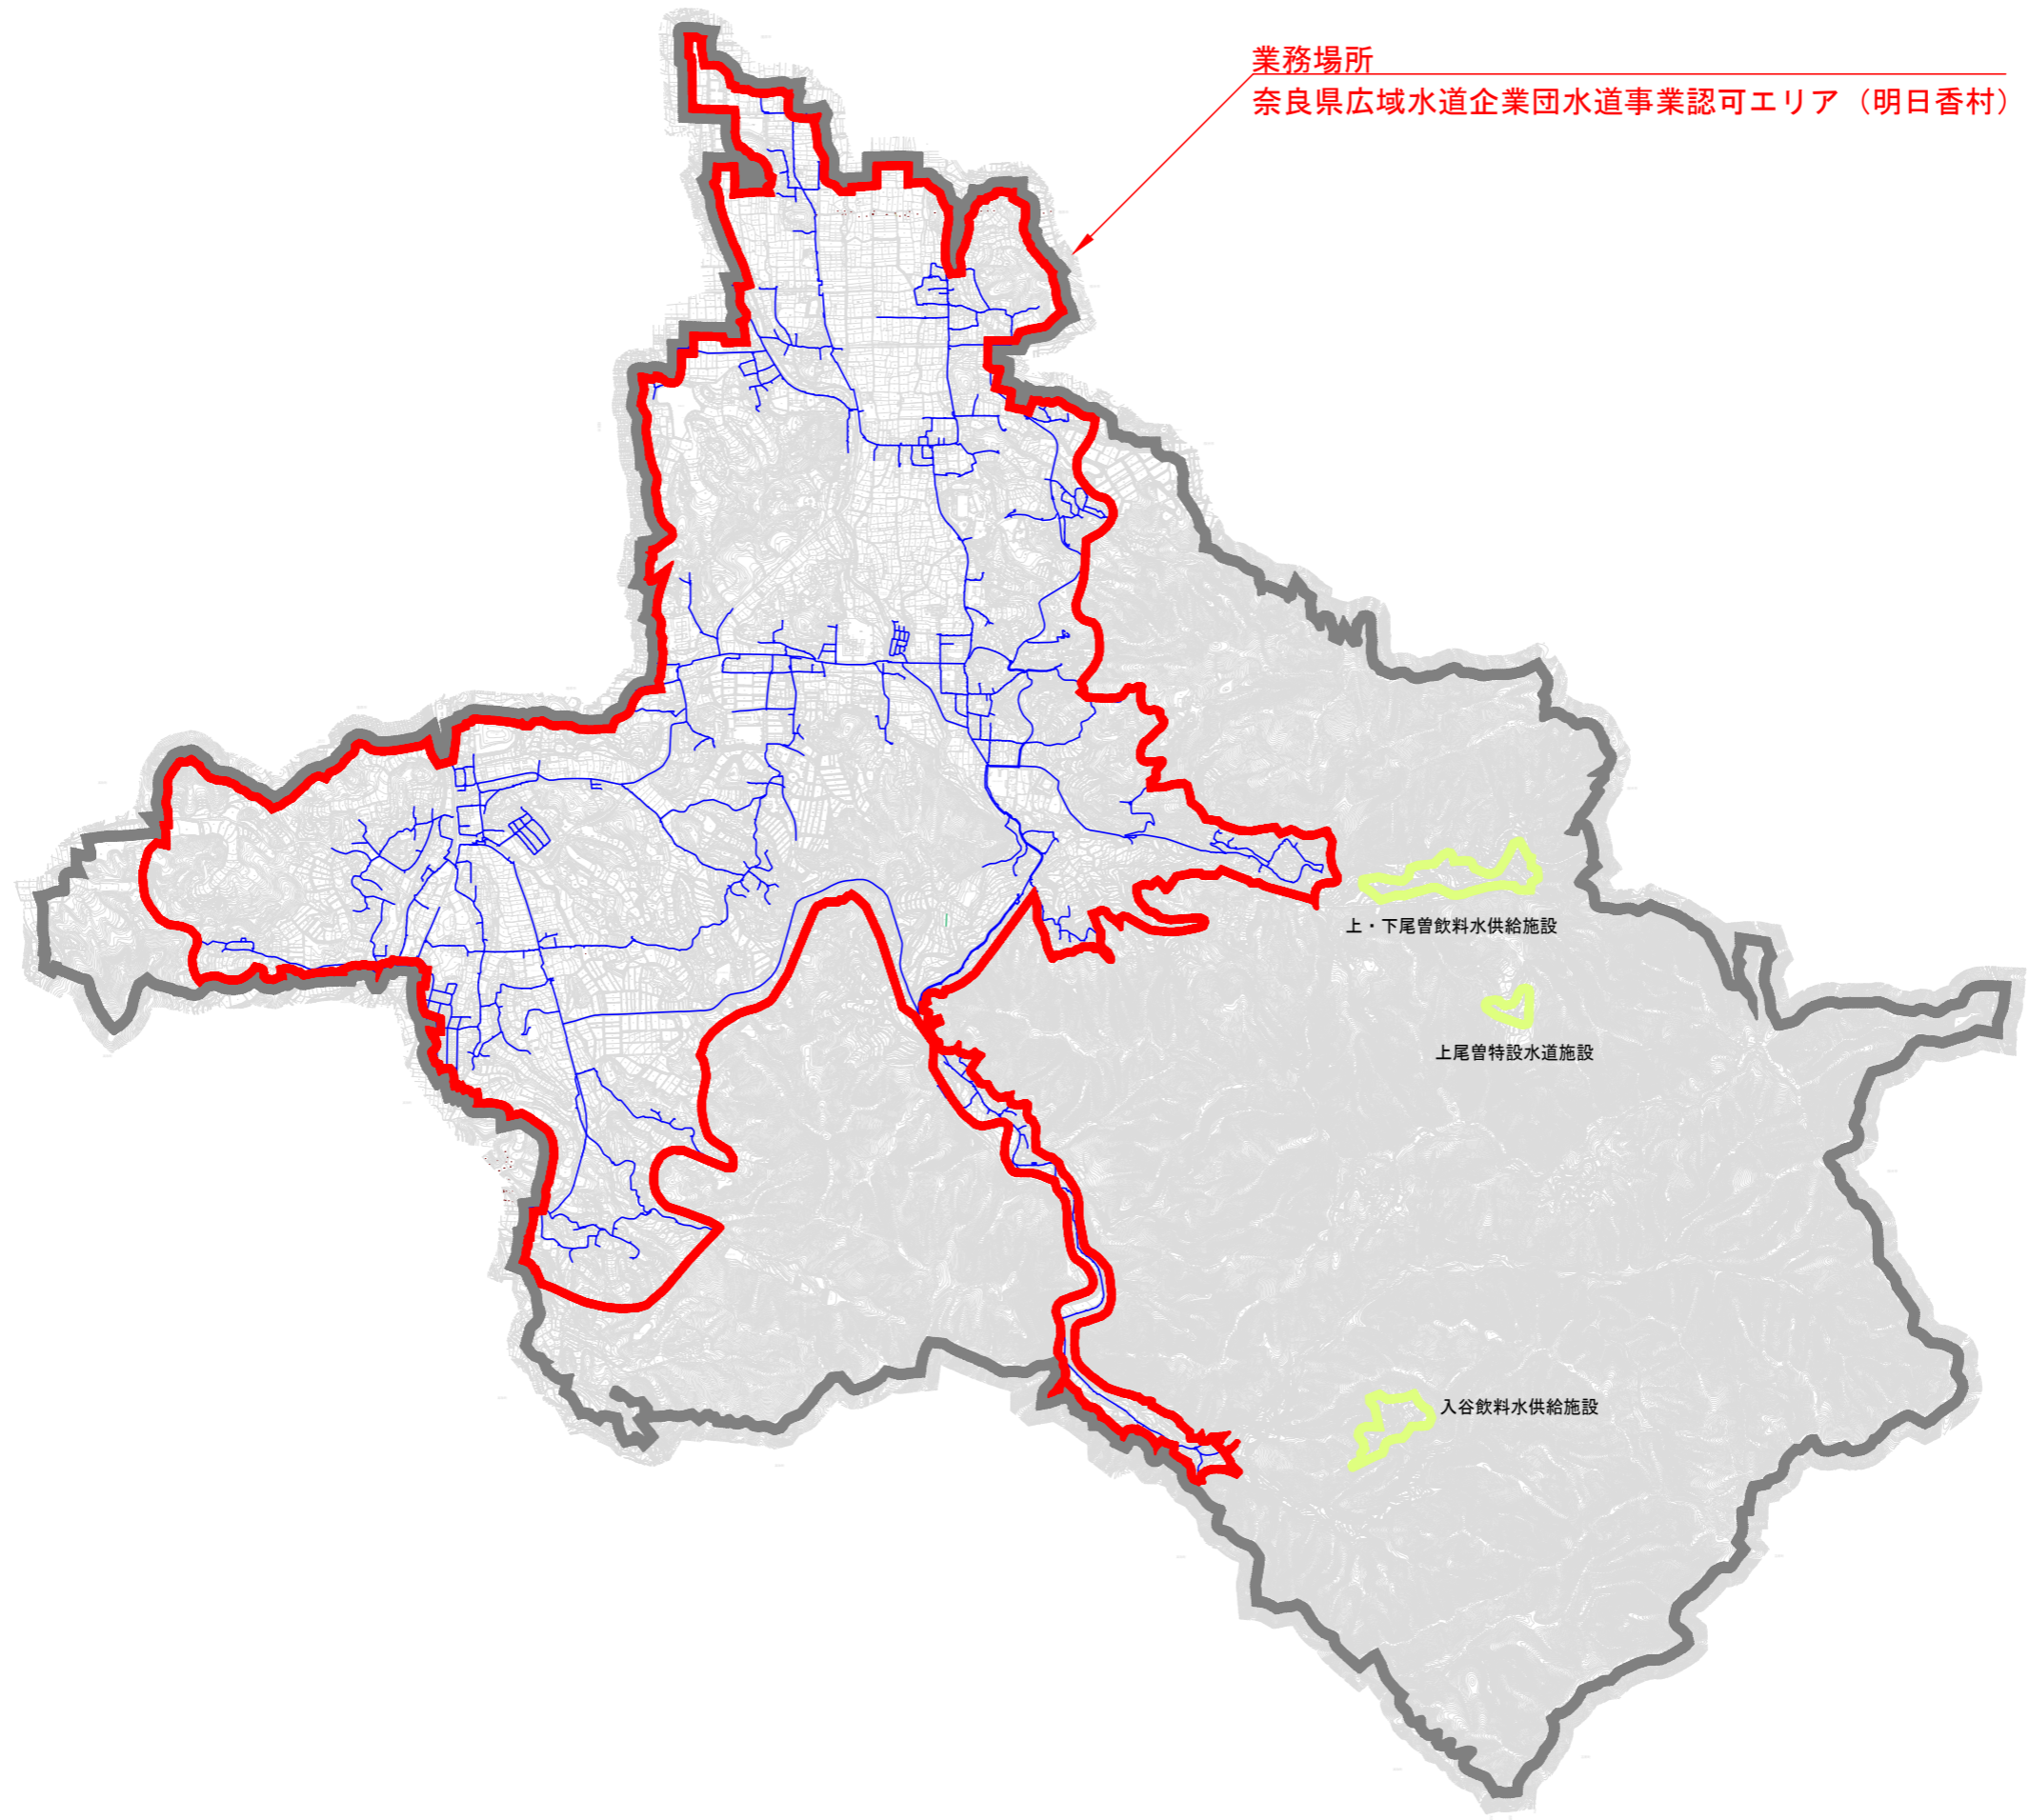 業務場所
奈良県広域水道企業団水道事業認可エリア（明日香村）
上・下尾曽飲料水供給施設
上尾曽特設水道施設
入谷飲料水供給施設